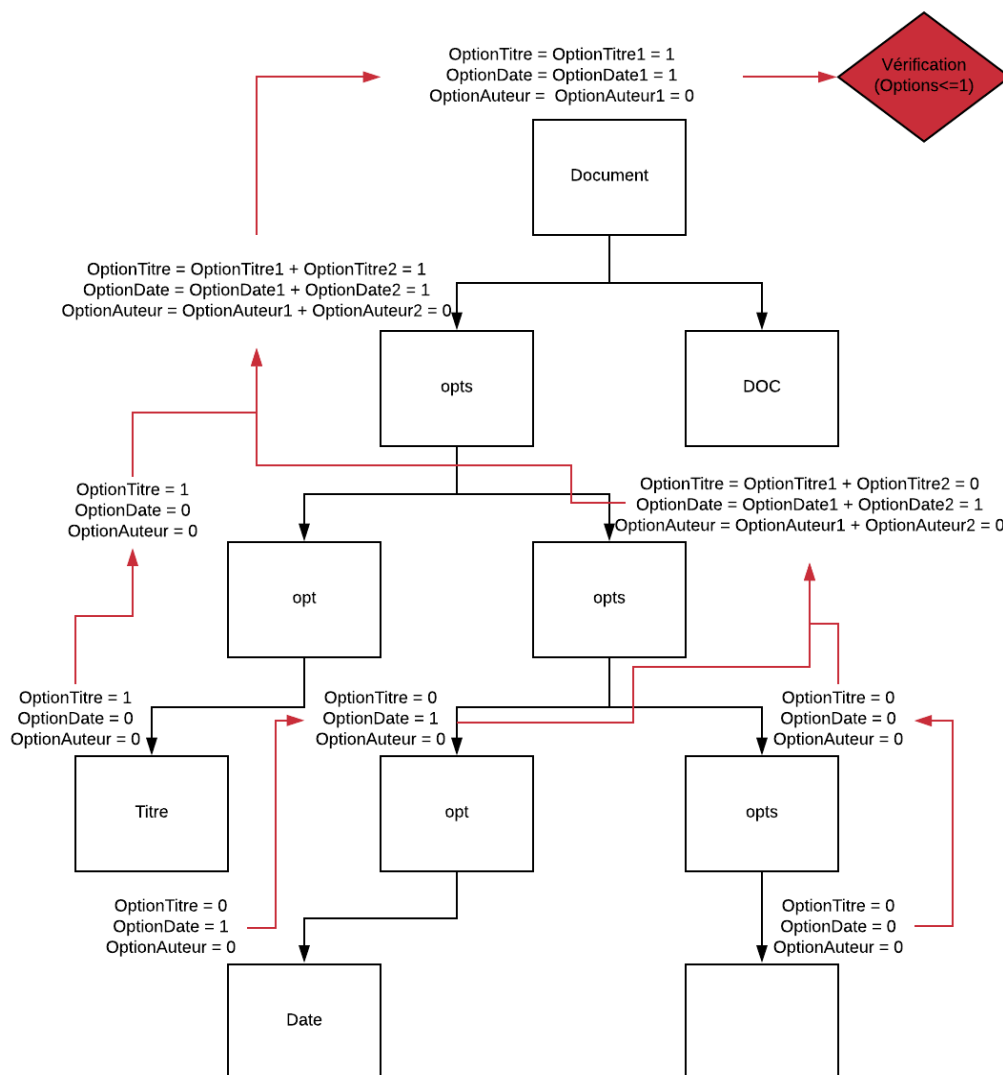 OptionTitre = OptionTitre1 = 1
OptionDate = OptionDate1 = 1
OptionAuteur =  OptionAuteur1 = 0
Vérification
(Options<=1)
Document
OptionTitre = OptionTitre1 + OptionTitre2 = 1
OptionDate = OptionDate1 + OptionDate2 = 1
OptionAuteur = OptionAuteur1 + OptionAuteur2 = 0
opts
DOC
OptionTitre = 1
OptionDate = 0
OptionAuteur = 0
OptionTitre = OptionTitre1 + OptionTitre2 = 0
OptionDate = OptionDate1 + OptionDate2 = 1
OptionAuteur = OptionAuteur1 + OptionAuteur2 = 0
opt
opts
OptionTitre = 1
OptionDate = 0
OptionAuteur = 0
OptionTitre = 0
OptionDate = 1
OptionAuteur = 0
OptionTitre = 0
OptionDate = 0
OptionAuteur = 0
Titre
opt
opts
OptionTitre = 0
OptionDate = 1
OptionAuteur = 0
OptionTitre = 0
OptionDate = 0
OptionAuteur = 0
Date